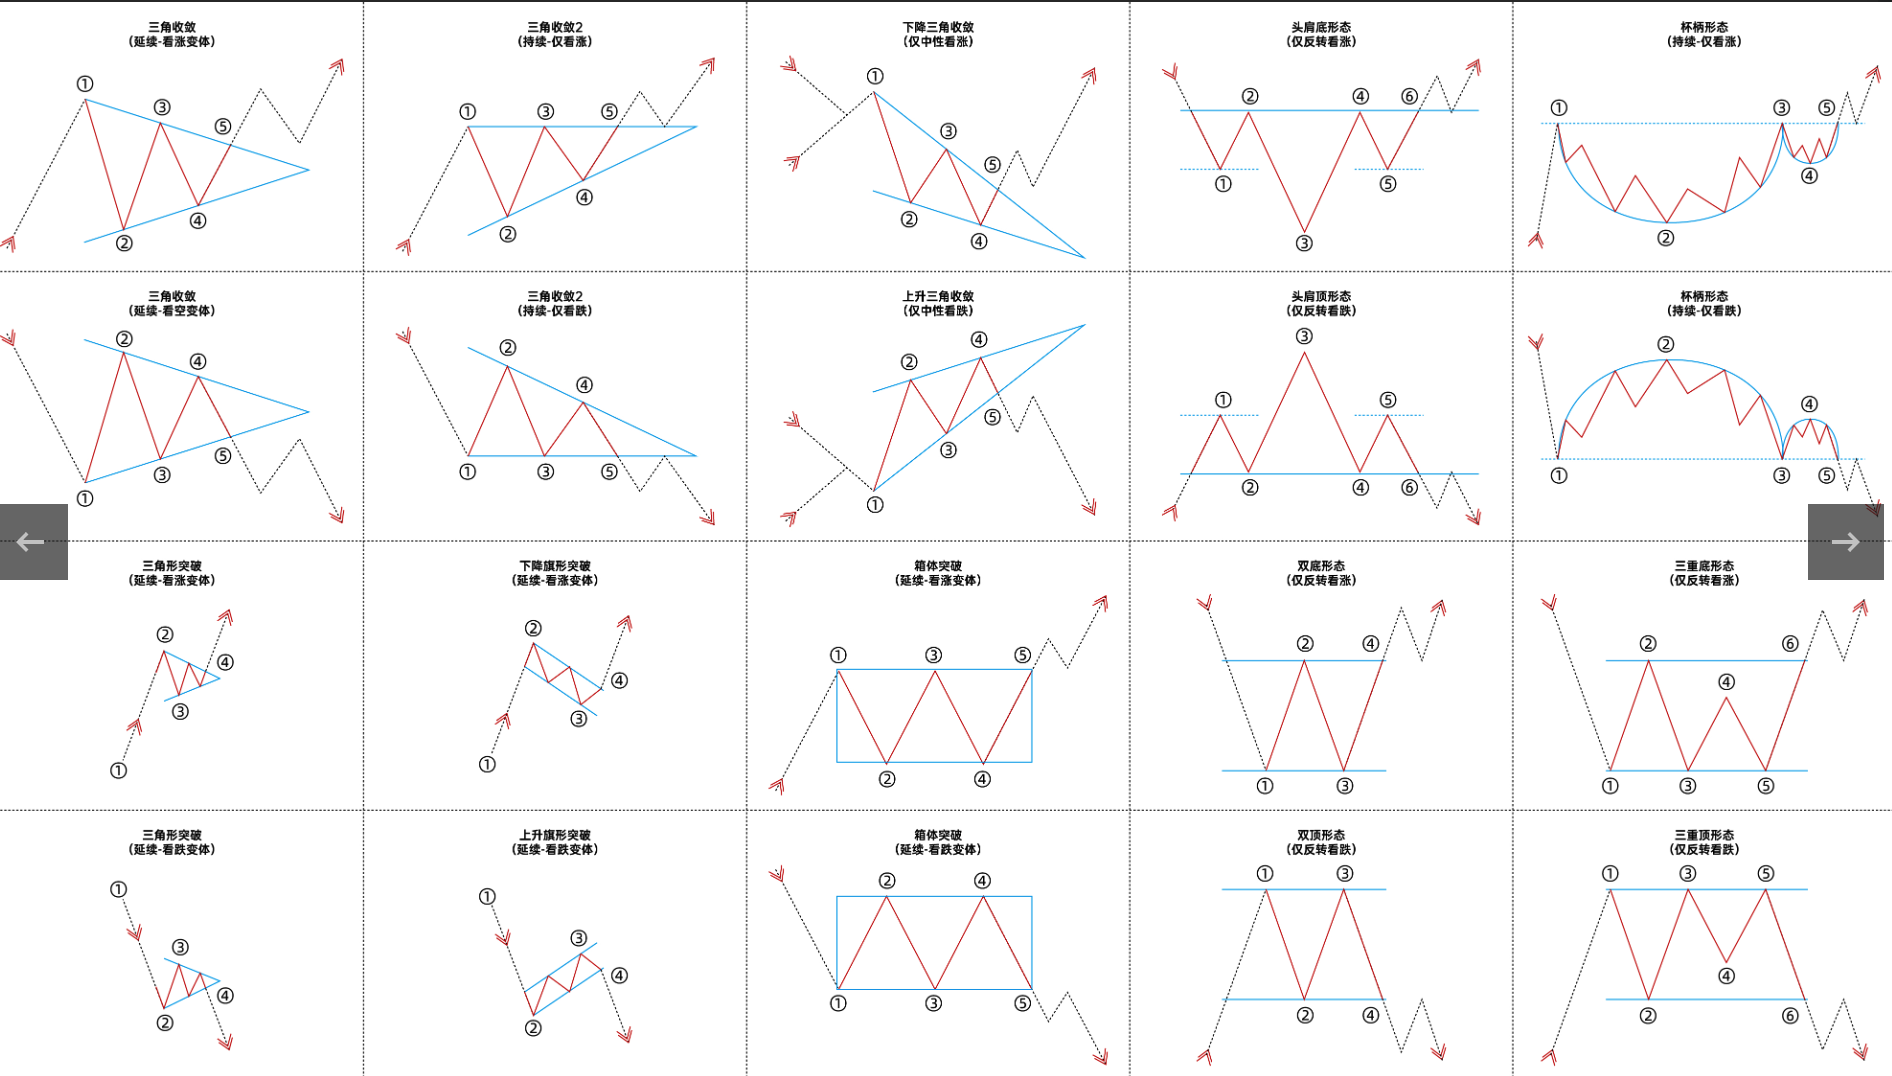 三角收敛
(延续-看涨变体)
①
③
⑤
②
④
三角收敛2
(持续-仅看涨)
①
③
⑤
④
②
下降三角收敛
(仅中性看涨)
①
③
⑤
②
④
头肩底形态
(仅反转看涨)
②
④
⑥
①
⑤
③
杯柄形态
(持续-仅看涨)
①
③
⑤
④
②
三角收敛
(延续-看空变体)
②
④
⑤
③
①
三角收敛2
(持续-仅看跌)
②
④
①
③
⑤
上升三角收敛
(仅中性看跌)
④
②
⑤
③
①
头肩顶形态
(仅反转看跌)
③
①
⑤
②
④
⑥
杯柄形态
(持续-仅看跌)
②
④
①
③
⑤
三角形突破
(延续-看涨变体)
②
④
③
①
下降旗形突破
(延续-看涨变体)
②
④
③
①
箱体突破
(延续-看涨变体)
①
③
⑤
②
④
双底形态
(仅反转看涨)
②
④
①
③
三重底形态
(仅反转看涨)
②
⑥
④
①
③
⑤
三角形突破
(延续-看跌变体)
①
③
④
②
上升旗形突破
(延续-看跌变体)
①
③
④
②
箱体突破
(延续-看跌变体)
②
④
①
③
⑤
双顶形态
(仅反转看跌)
①
③
②
④
三重顶形态
(仅反转看跌)
①
③
⑤
④
②
⑥